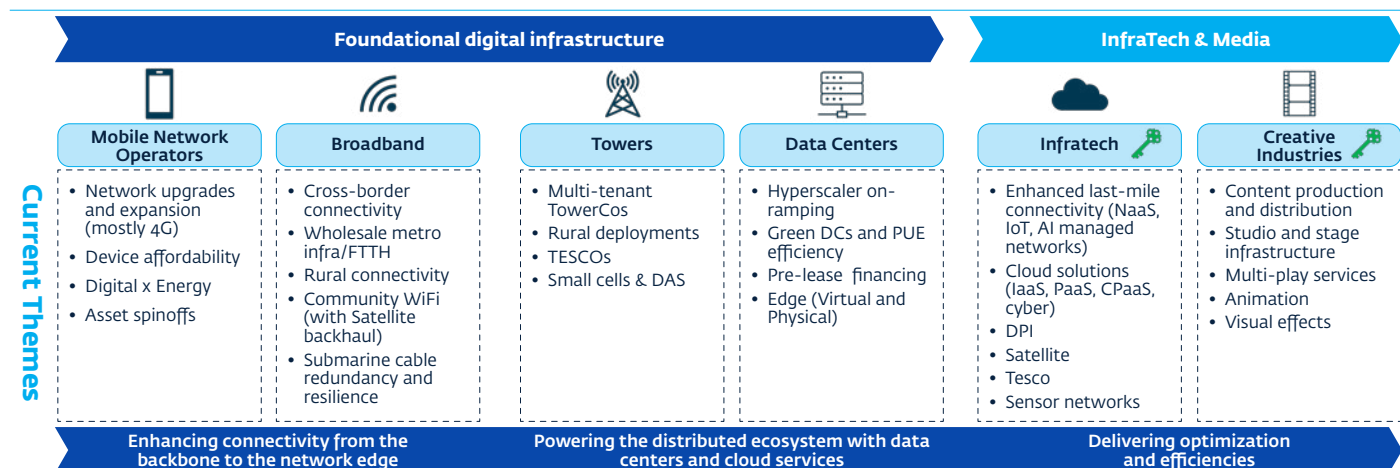 Foundational digital infrastructure
InfraTech & Media
Mobile Network
Operators
Broadband
Towers
Data Centers
Infratech
Creative
Industries
Current Themes
• Network upgrades
and expansion
(mostly 4G)
• Device affordability
• Digital x Energy
• Asset spinoffs
• Cross-border
connectivity
• Wholesale metro
infra/FTTH
• Rural connectivity
• Community WiFi
(with Satellite
backhaul)
• Submarine cable
redundancy and
resilience
• Multi-tenant
TowerCos
• Rural deployments
• TESCOs
• Small cells & DAS
• Hyperscaler on-
ramping
• Green DCs and PUE
efficiency
• Pre-lease financing
• Edge (Virtual and
Physical)
• Enhanced last-mile
connectivity (NaaS,
IoT, AI managed
networks)
• Cloud solutions
(IaaS, PaaS, CPaaS,
cyber)
• DPI
• Satellite
• Tesco
• Sensor networks
• Content production
and distribution
• Studio and stage
infrastructure
• Multi-play services
• Animation
• Visual effects
Enhancing connectivity from the
backbone to the network edge
Powering the distributed ecosystem with data
centers and cloud services
Delivering optimization
and efficiencies